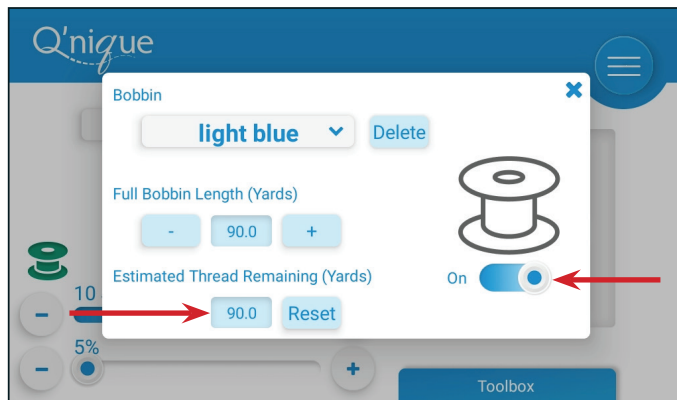 Q'nique
Bobbin
light blue
Delete
Full Bobbin Length (Yards)
-
90.0
+
Estimated Thread Remaining (Yards)
On
90.0
Reset
10
-
5%
-
+
Toolbox